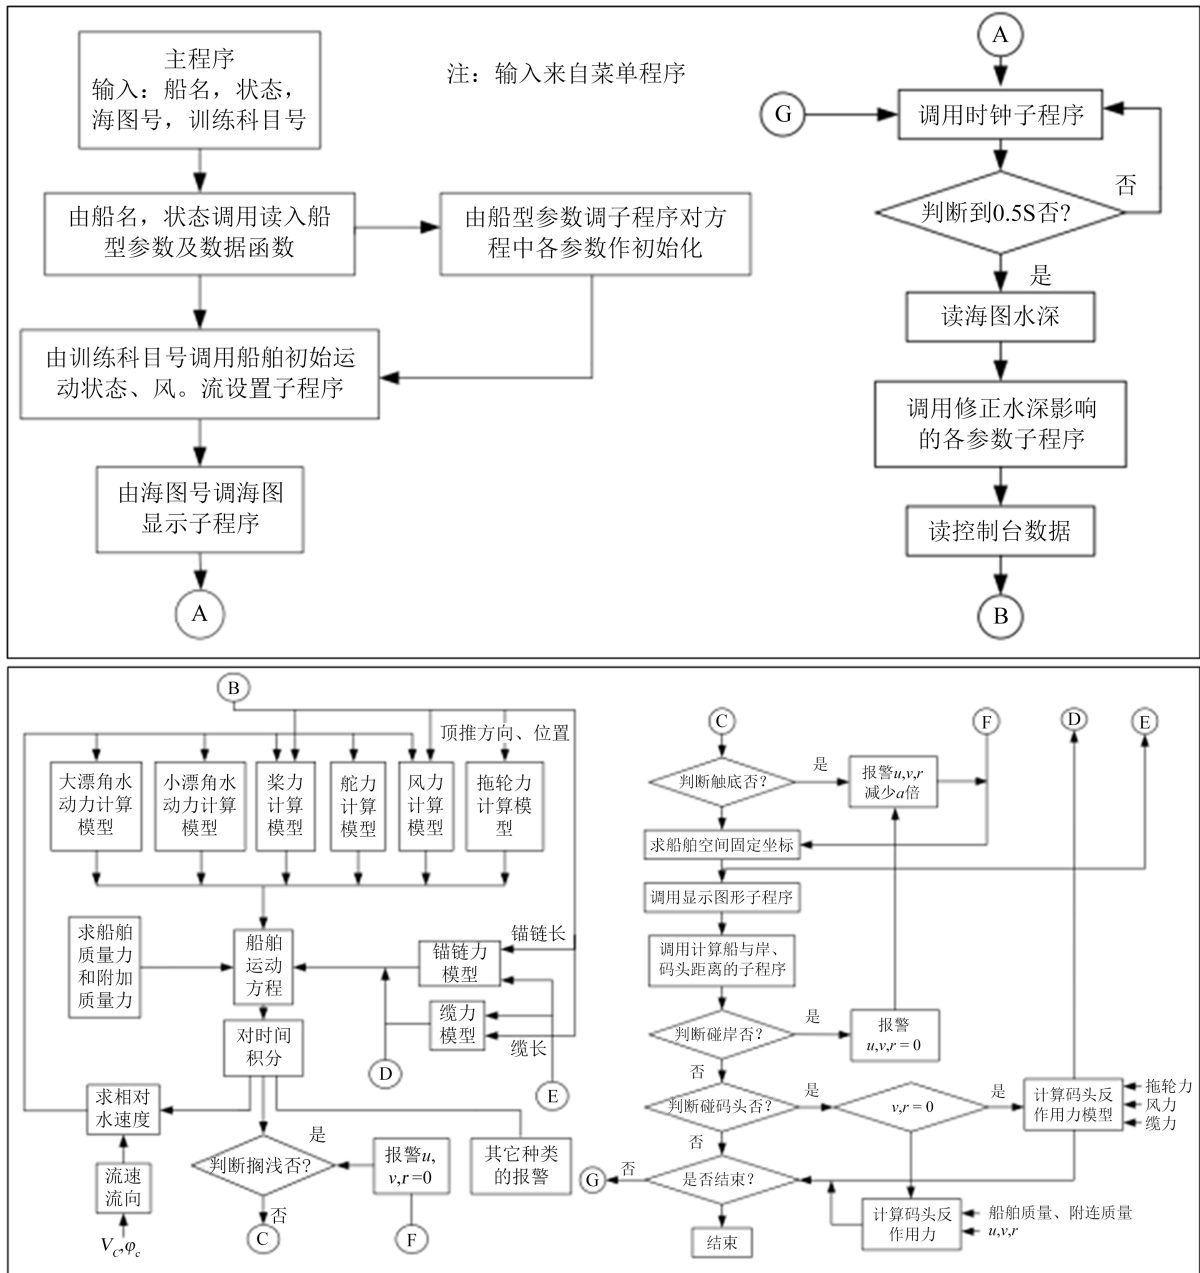 主程序
输入：船名，状态，
海图号，训练科目号
注：输入来自菜单程序
由船名，状态调用读入船
型参数及数据函数
由船型参数调子程序对方
程中各参数作初始化
由训练科目号调用船舶初始运
动状态、风。流设置子程序
由海图号调海图
显示子程序
A
A
G
调用时钟子程序
否
判断到0.5S否?
是
读海图水深
调用修正水深影响
的各参数子程序
读控制台数据
B
B
顶推方向、位置
大漂角水
动力计算
模型
小漂角水
动力计算
模型
桨力
计算
模型
舵力
计算
模型
风力
计算
模型
拖轮力
计算模
型
求船舶
质量力
和附加
质量力
船舶
运动
方程
锚链力
模型
锚链长
缆力
模型
缆长
对时间
积分
D
E
求相对
水速度
是
判断搁浅否?
报警u,
v,r=0
其它种类
的报警
流速
流向
否
C
F
V_C,φ_c
C
F
D
E
判断触底否?
是
报警u,v,r
减少a倍
求船舶空间固定坐标
调用显示图形子程序
调用计算船与岸、
码头距离的子程序
判断碰岸否?
是
报警
u,v,r = 0
否
判断碰码头否?
是
v,r = 0
是
计算码头反
作用力模型
拖轮力
风力
缆力
否
是否结束?
否
G
计算码头反
作用力
船舶质量、附连质量
u,v,r
结束